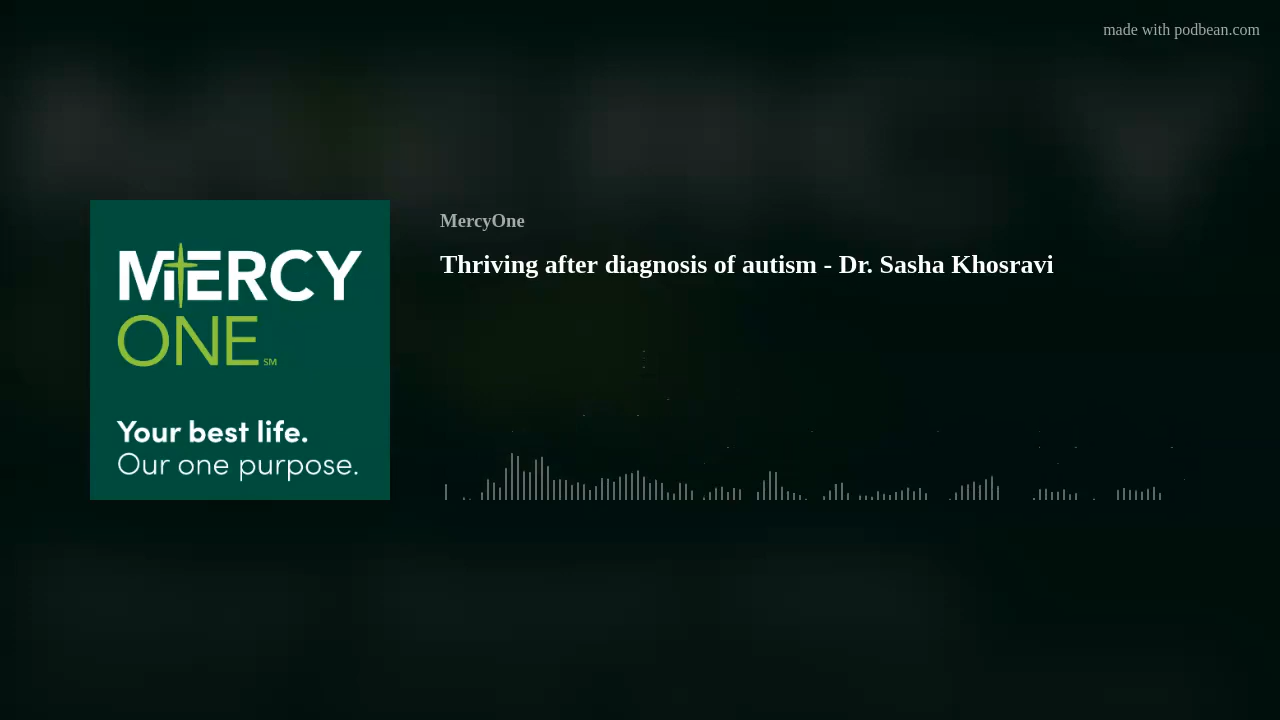 made with podbean.com
MercyOne
Thriving after diagnosis of autism - Dr. Sasha Khosravi
MERCY
ONE SM
Your best life.
Our one purpose.